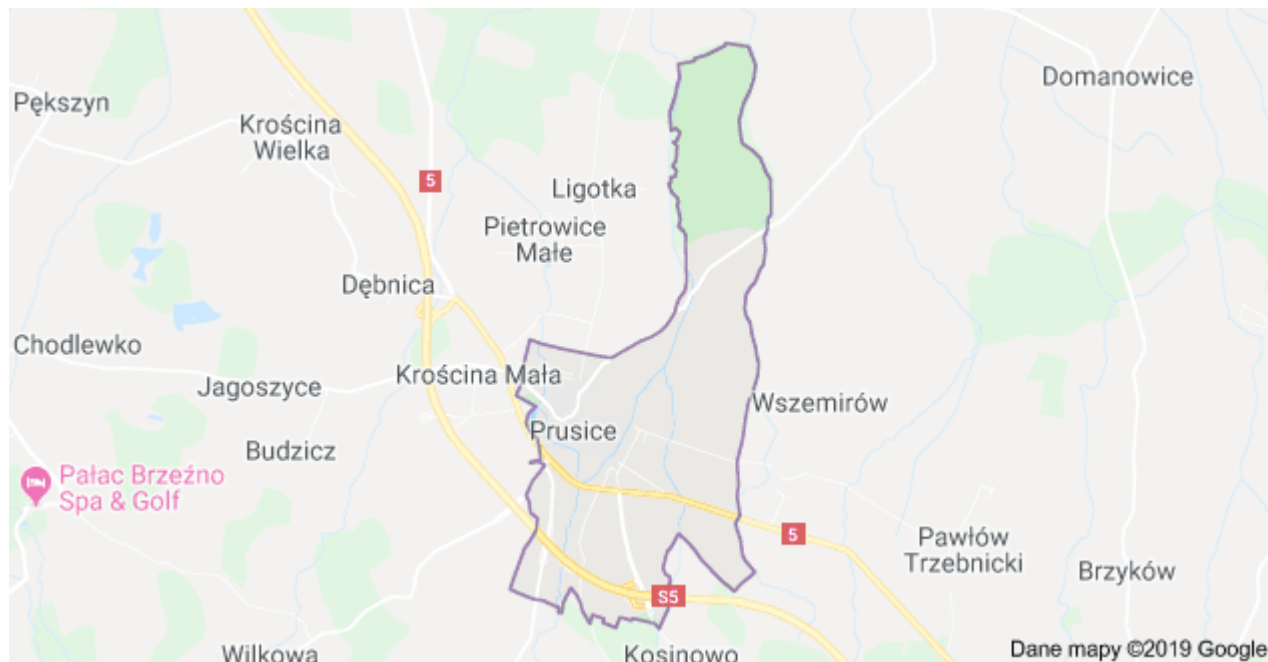 Domanowice
Pększyn
Krościna
Wielka
5
Ligotka
Pietrowice
Małe
Dębnica
Chodlewko
Jagoszyce
Krościna Mała
Wszemirów
Prusice
Budzicz
Pałac Brzeźno
Spa & Golf
5
Pawłów
Trzebnicki
Brzyków
S5
Wilkowa
Kosinowo
Dane mapy ©2019 Google